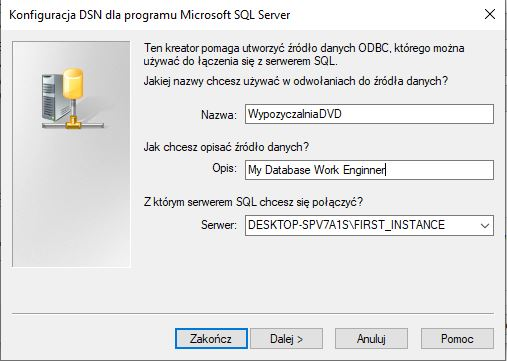 Konfiguracja DSN dla programu Microsoft SQL Server
Ten kreator pomaga utworzyć źródło danych ODBC, którego można
używać do łączenia się z serwerem SQL.
Jakiej nazwy chcesz używać w odwołaniach do źródła danych?
Nazwa: WypozyczalniaDVD
Jak chcesz opisać źródło danych?
Opis: My Database Work Enginner
Z którym serwerem SQL chcesz się połączyć?
Serwer: DESKTOP-SPV7A1S\FIRST_INSTANCE
Zakończ Dalej > Anuluj Pomoc